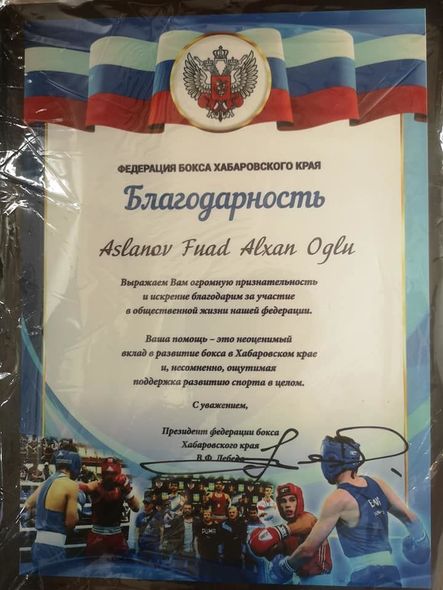 ФЕДЕРАЦИЯ БОКСА ХАБАРОВСКОГО КРАЯ
Благодарность
Aslanov Fuad Alxan Oglu
Выражаем Вам огромную признательность
и искренне благодарим за участие
в общественной жизни нашей федерации.
Ваша помощь – это неоценимый
вклад в развитие бокса в Хабаровском крае
и, несомненно, ощутимая
поддержка развитию спорта в целом.
С уважением,
Президент федерации бокса
Хабаровского края
В.Ф.